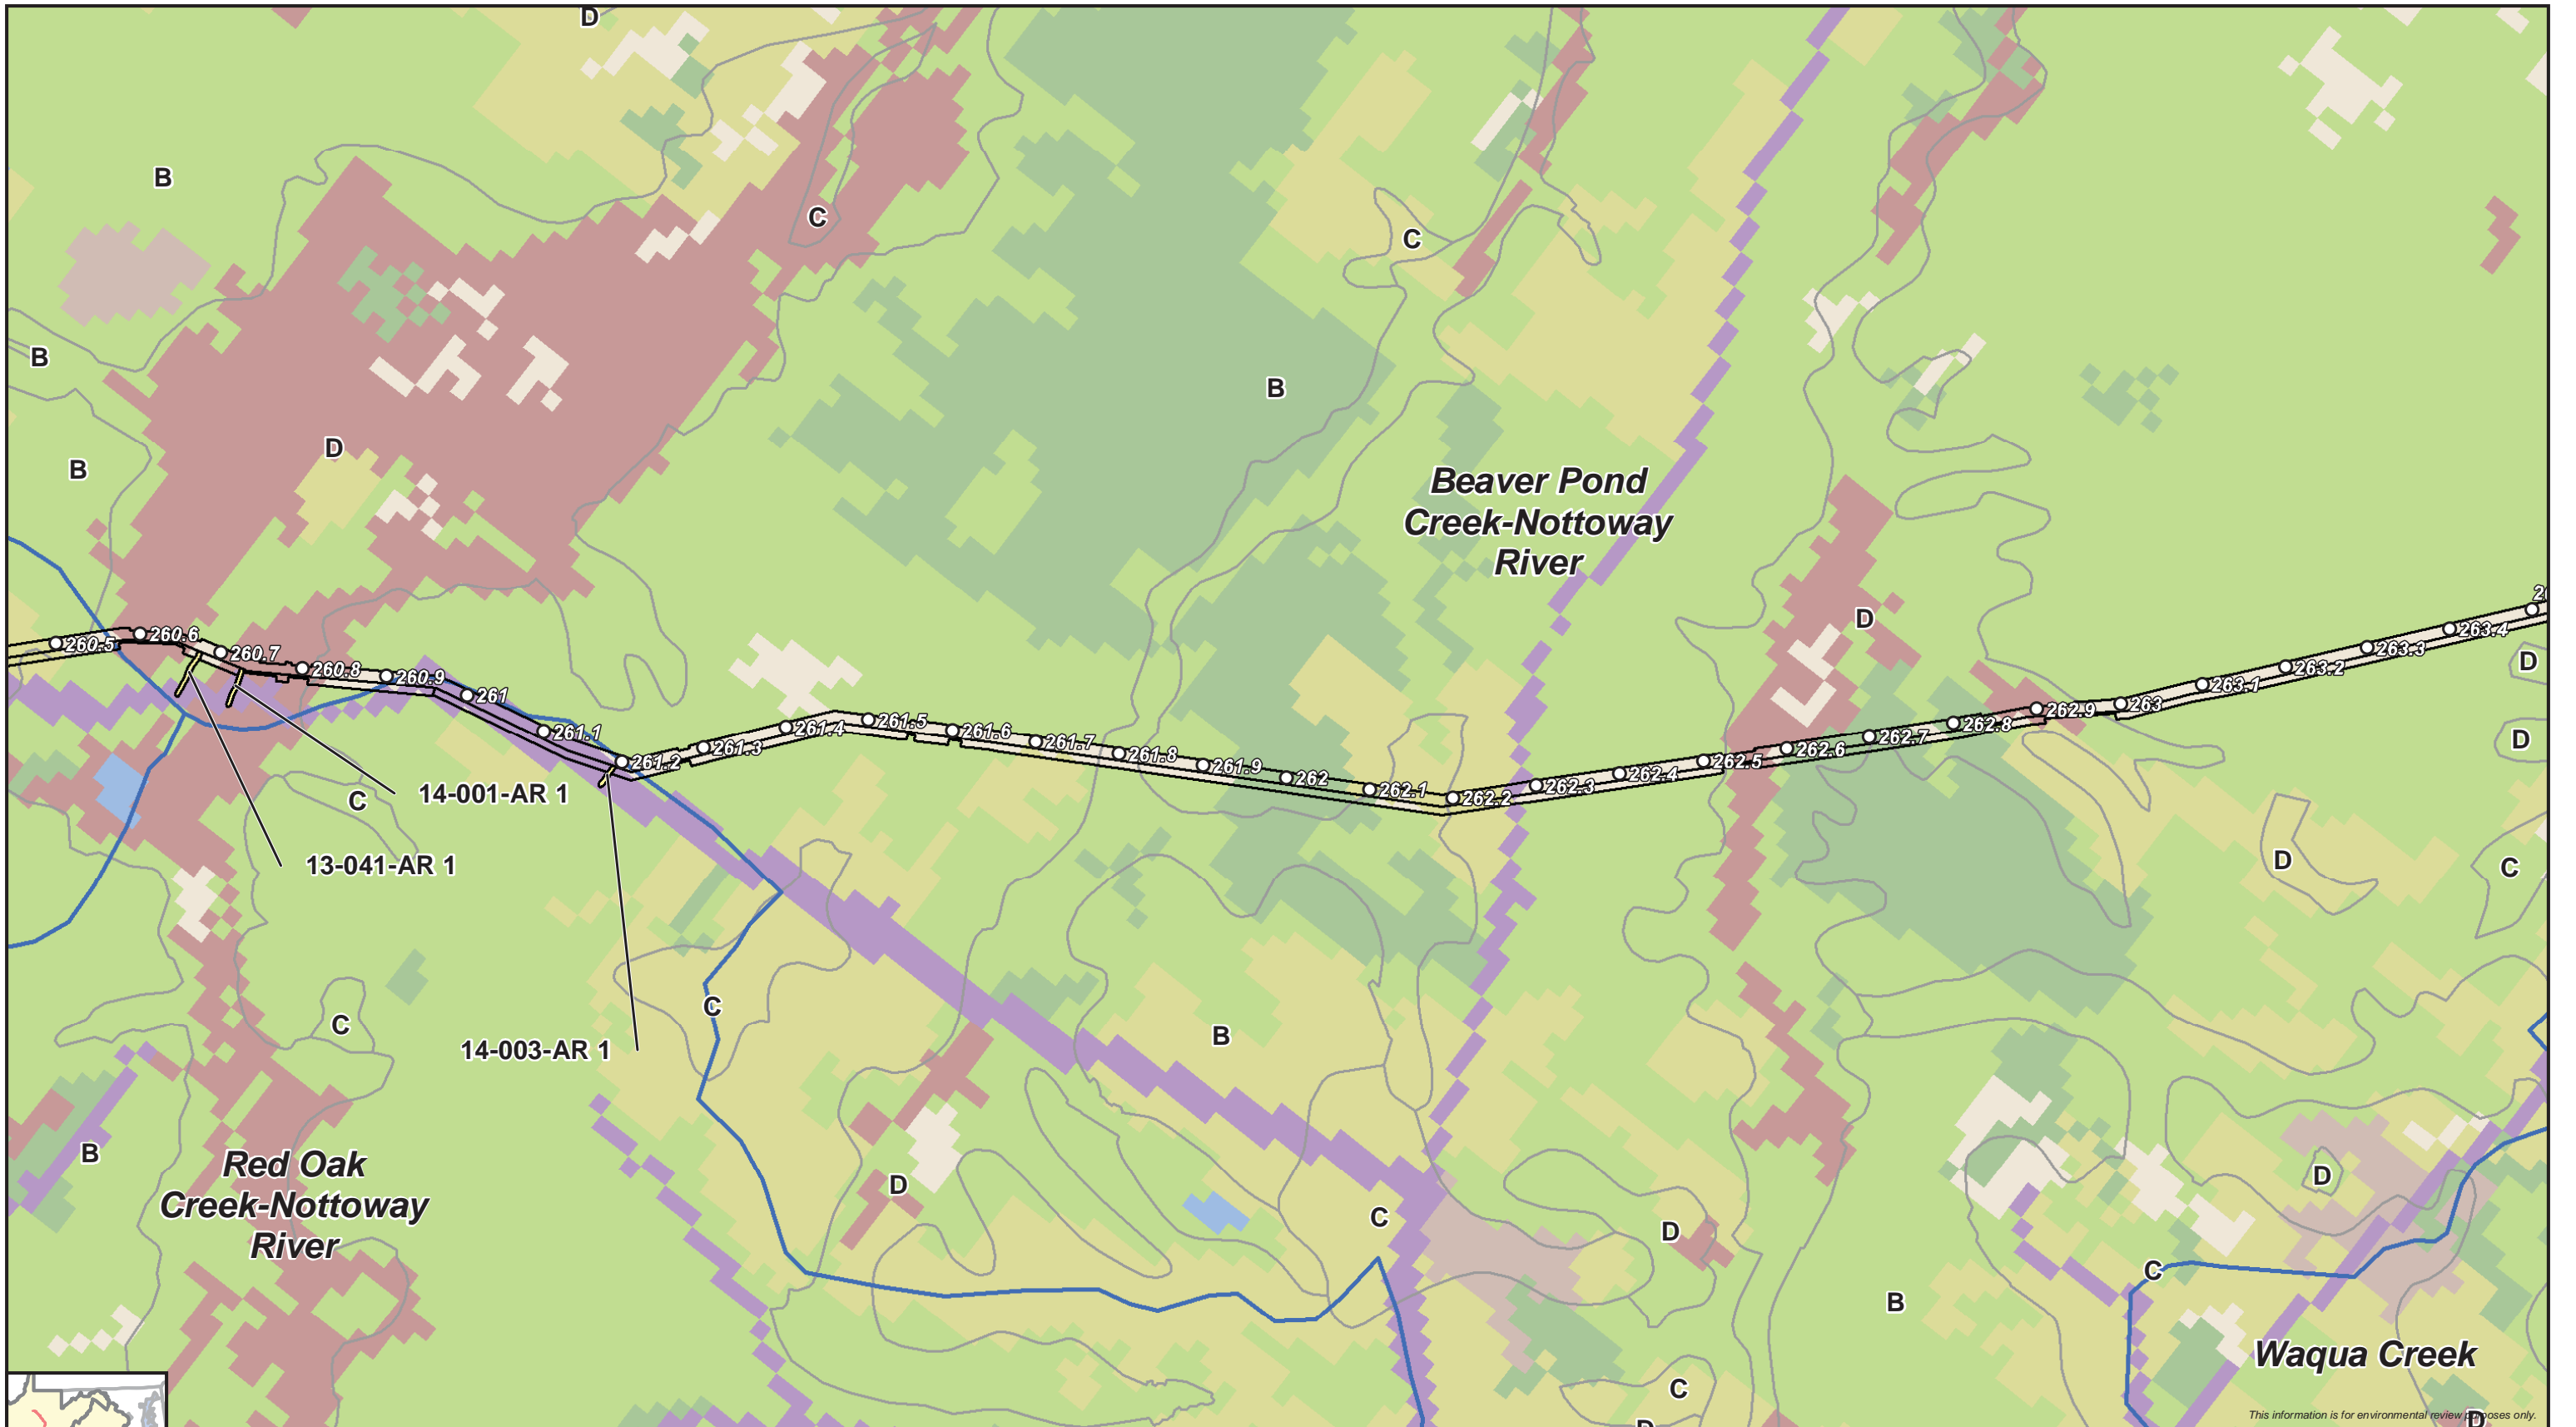 D
B
C
C
B
B
D
B
Beaver Pond
Creek-Nottoway
River
D
260.5
260.6
260.7
260.8
260.9
261
261.1
261.2
261.3
261.4
261.5
261.6
261.7
261.8
261.9
262
262.1
262.2
262.3
262.4
262.5
262.6
262.7
262.8
262.9
263
263.1
263.2
263.3
263.4
D
D
14-001-AR 1
C
13-041-AR 1
D
C
C
C
14-003-AR 1
B
B
Red Oak
Creek-Nottoway
River
D
C
D
D
C
B
Waqua Creek
C
D
D
This information is for environmental review purposes only.